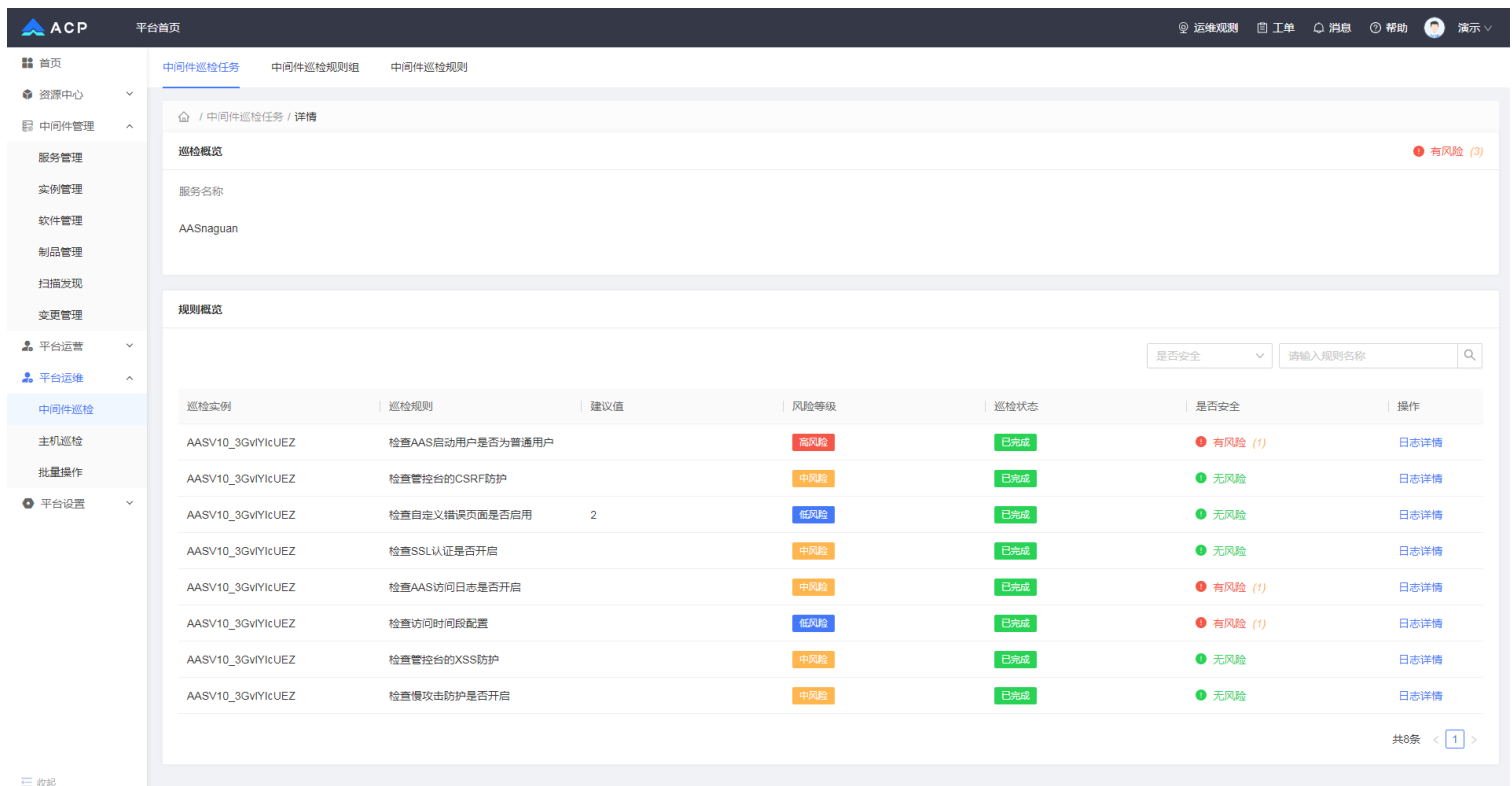 ACP 平台首页 运维观测 工单 消息 帮助 演示
首页
资源中心
中间件管理
服务管理
实例管理
软件管理
制品管理
扫描发现
变更管理
平台运营
平台运维
中间件巡检
主机巡检
批量操作
平台设置
收起
中间件巡检任务 中间件巡检规则组 中间件巡检规则
/ 中间件巡检任务 / 详情
巡检概览 有风险 (3)
服务名称
AASnaguan
规则概览
是否安全 请输入规则名称
巡检实例 巡检规则 建议值 风险等级 巡检状态 是否安全 操作
AASV10_3GvlYIcUEZ 检查AAS启动用户是否为普通用户 高风险 已完成 有风险 (1) 日志详情
AASV10_3GvlYIcUEZ 检查管控台的CSRF防护 中风险 已完成 无风险 日志详情
AASV10_3GvlYIcUEZ 检查自定义错误页面是否启用 2 低风险 已完成 无风险 日志详情
AASV10_3GvlYIcUEZ 检查SSL认证是否开启 中风险 已完成 无风险 日志详情
AASV10_3GvlYIcUEZ 检查AAS访问日志是否开启 中风险 已完成 有风险 (1) 日志详情
AASV10_3GvlYIcUEZ 检查访问时间段配置 低风险 已完成 有风险 (1) 日志详情
AASV10_3GvlYIcUEZ 检查管控台的XSS防护 中风险 已完成 无风险 日志详情
AASV10_3GvlYIcUEZ 检查慢攻击防护是否开启 中风险 已完成 无风险 日志详情
共8条 < 1 >